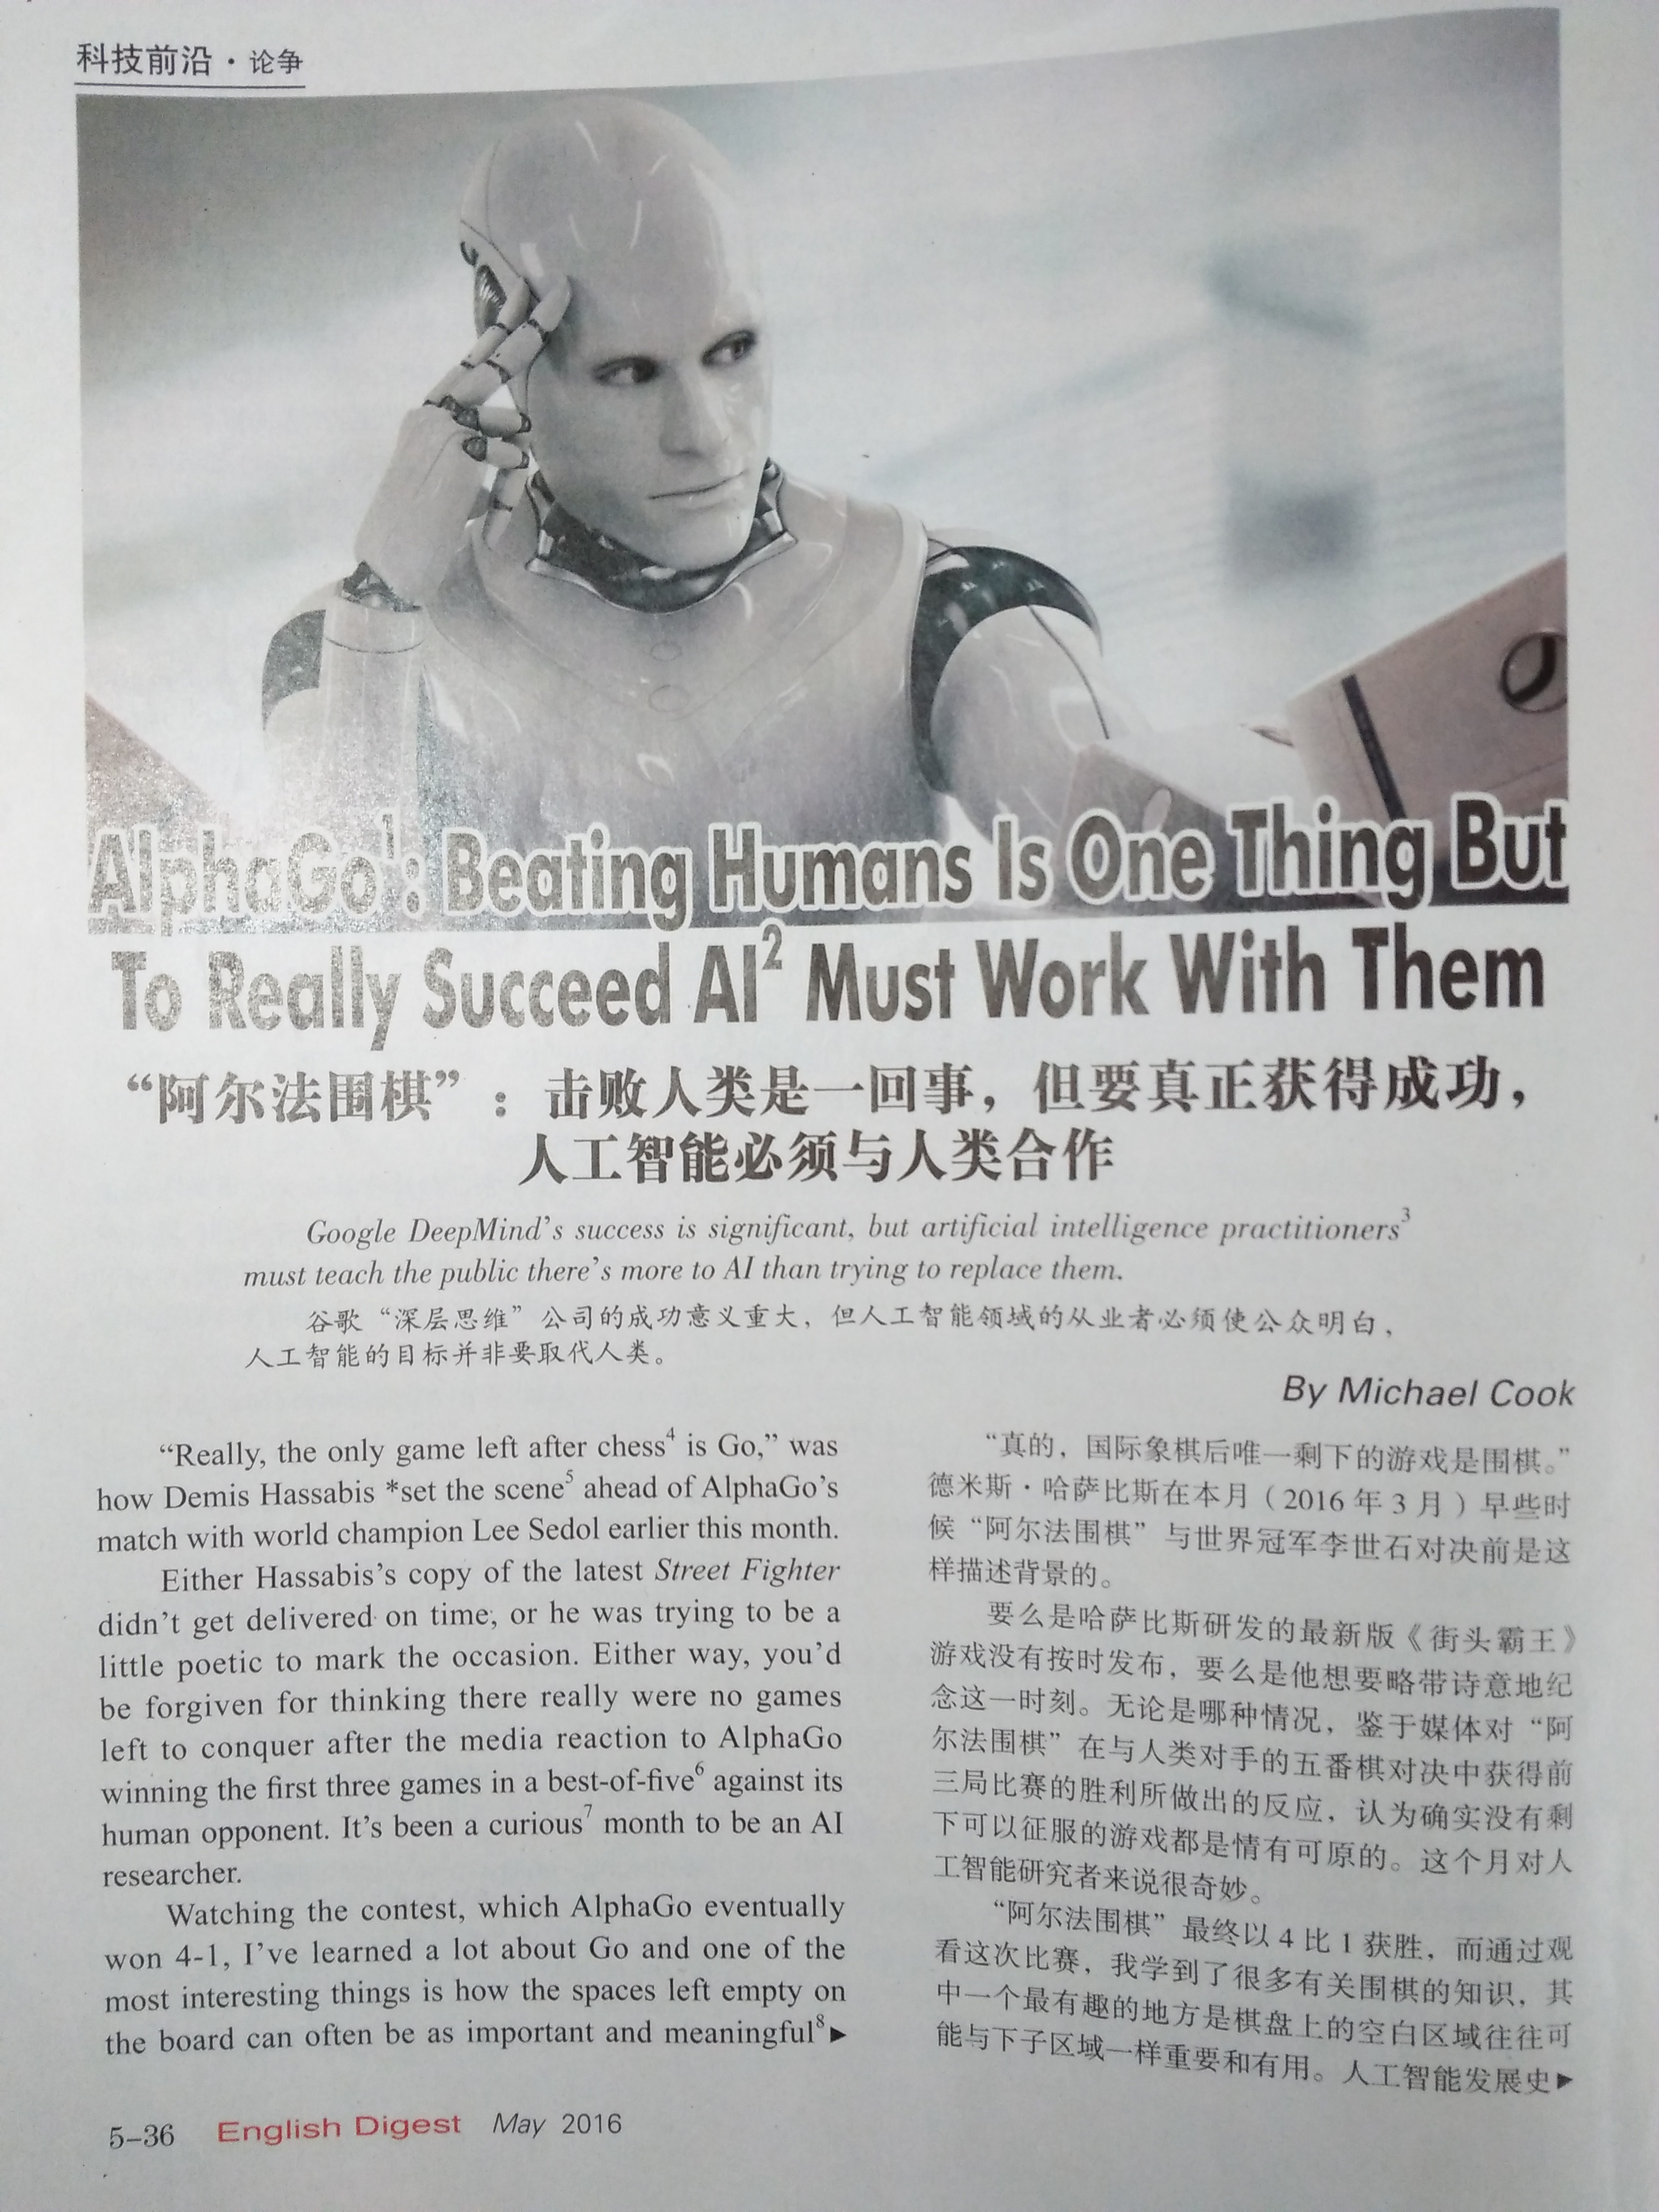 科技前沿·论争
AlphaGo1: Beating Humans Is One Thing But
To Really Succeed AI2 Must Work With Them
“阿尔法围棋”：击败人类是一回事，但要真正获得成功，
人工智能必须与人类合作
Google DeepMind's success is significant, but artificial intelligence practitioners3
must teach the public there's more to AI than trying to replace them.
谷歌“深层思维”公司的成功意义重大，但人工智能领域的从业者必须使公众明白，
人工智能的目标并非要取代人类。
By Michael Cook
“Really, the only game left after chess4 is Go,” was
how Demis Hassabis *set the scene5 ahead of AlphaGo's
match with world champion Lee Sedol earlier this month.
Either Hassabis's copy of the latest Street Fighter
didn't get delivered on time, or he was trying to be a
little poetic to mark the occasion. Either way, you'd
be forgiven for thinking there really were no games
left to conquer after the media reaction to AlphaGo
winning the first three games in a best-of-five6 against its
human opponent. It's been a curious7 month to be an AI
researcher.
Watching the contest, which AlphaGo eventually
won 4-1, I've learned a lot about Go and one of the
most interesting things is how the spaces left empty on
the board can often be as important and meaningful8▶
“真的，国际象棋后唯一剩下的游戏是围棋。”
德米斯·哈萨比斯在本月（2016年3月）早些时
候“阿尔法围棋”与世界冠军李世石对决前是这
样描述背景的。
要么是哈萨比斯研发的最新版《街头霸王》
游戏没有按时发布，要么是他想要略带诗意地纪
念这一时刻。无论是哪种情况，鉴于媒体对“阿
尔法围棋”在与人类对手的五番棋对决中获得前
三局比赛的胜利所做出的反应，认为确实没有剩
下可以征服的游戏都是情有可原的。这个月对人
工智能研究者来说很奇妙。
“阿尔法围棋”最终以4比1获胜，而通过观
看这次比赛，我学到了很多有关围棋的知识，其
中一个最有趣的地方是棋盘上的空白区域往往可
能与下子区域一样重要和有用。人工智能发展史▶
5-36 English Digest May 2016